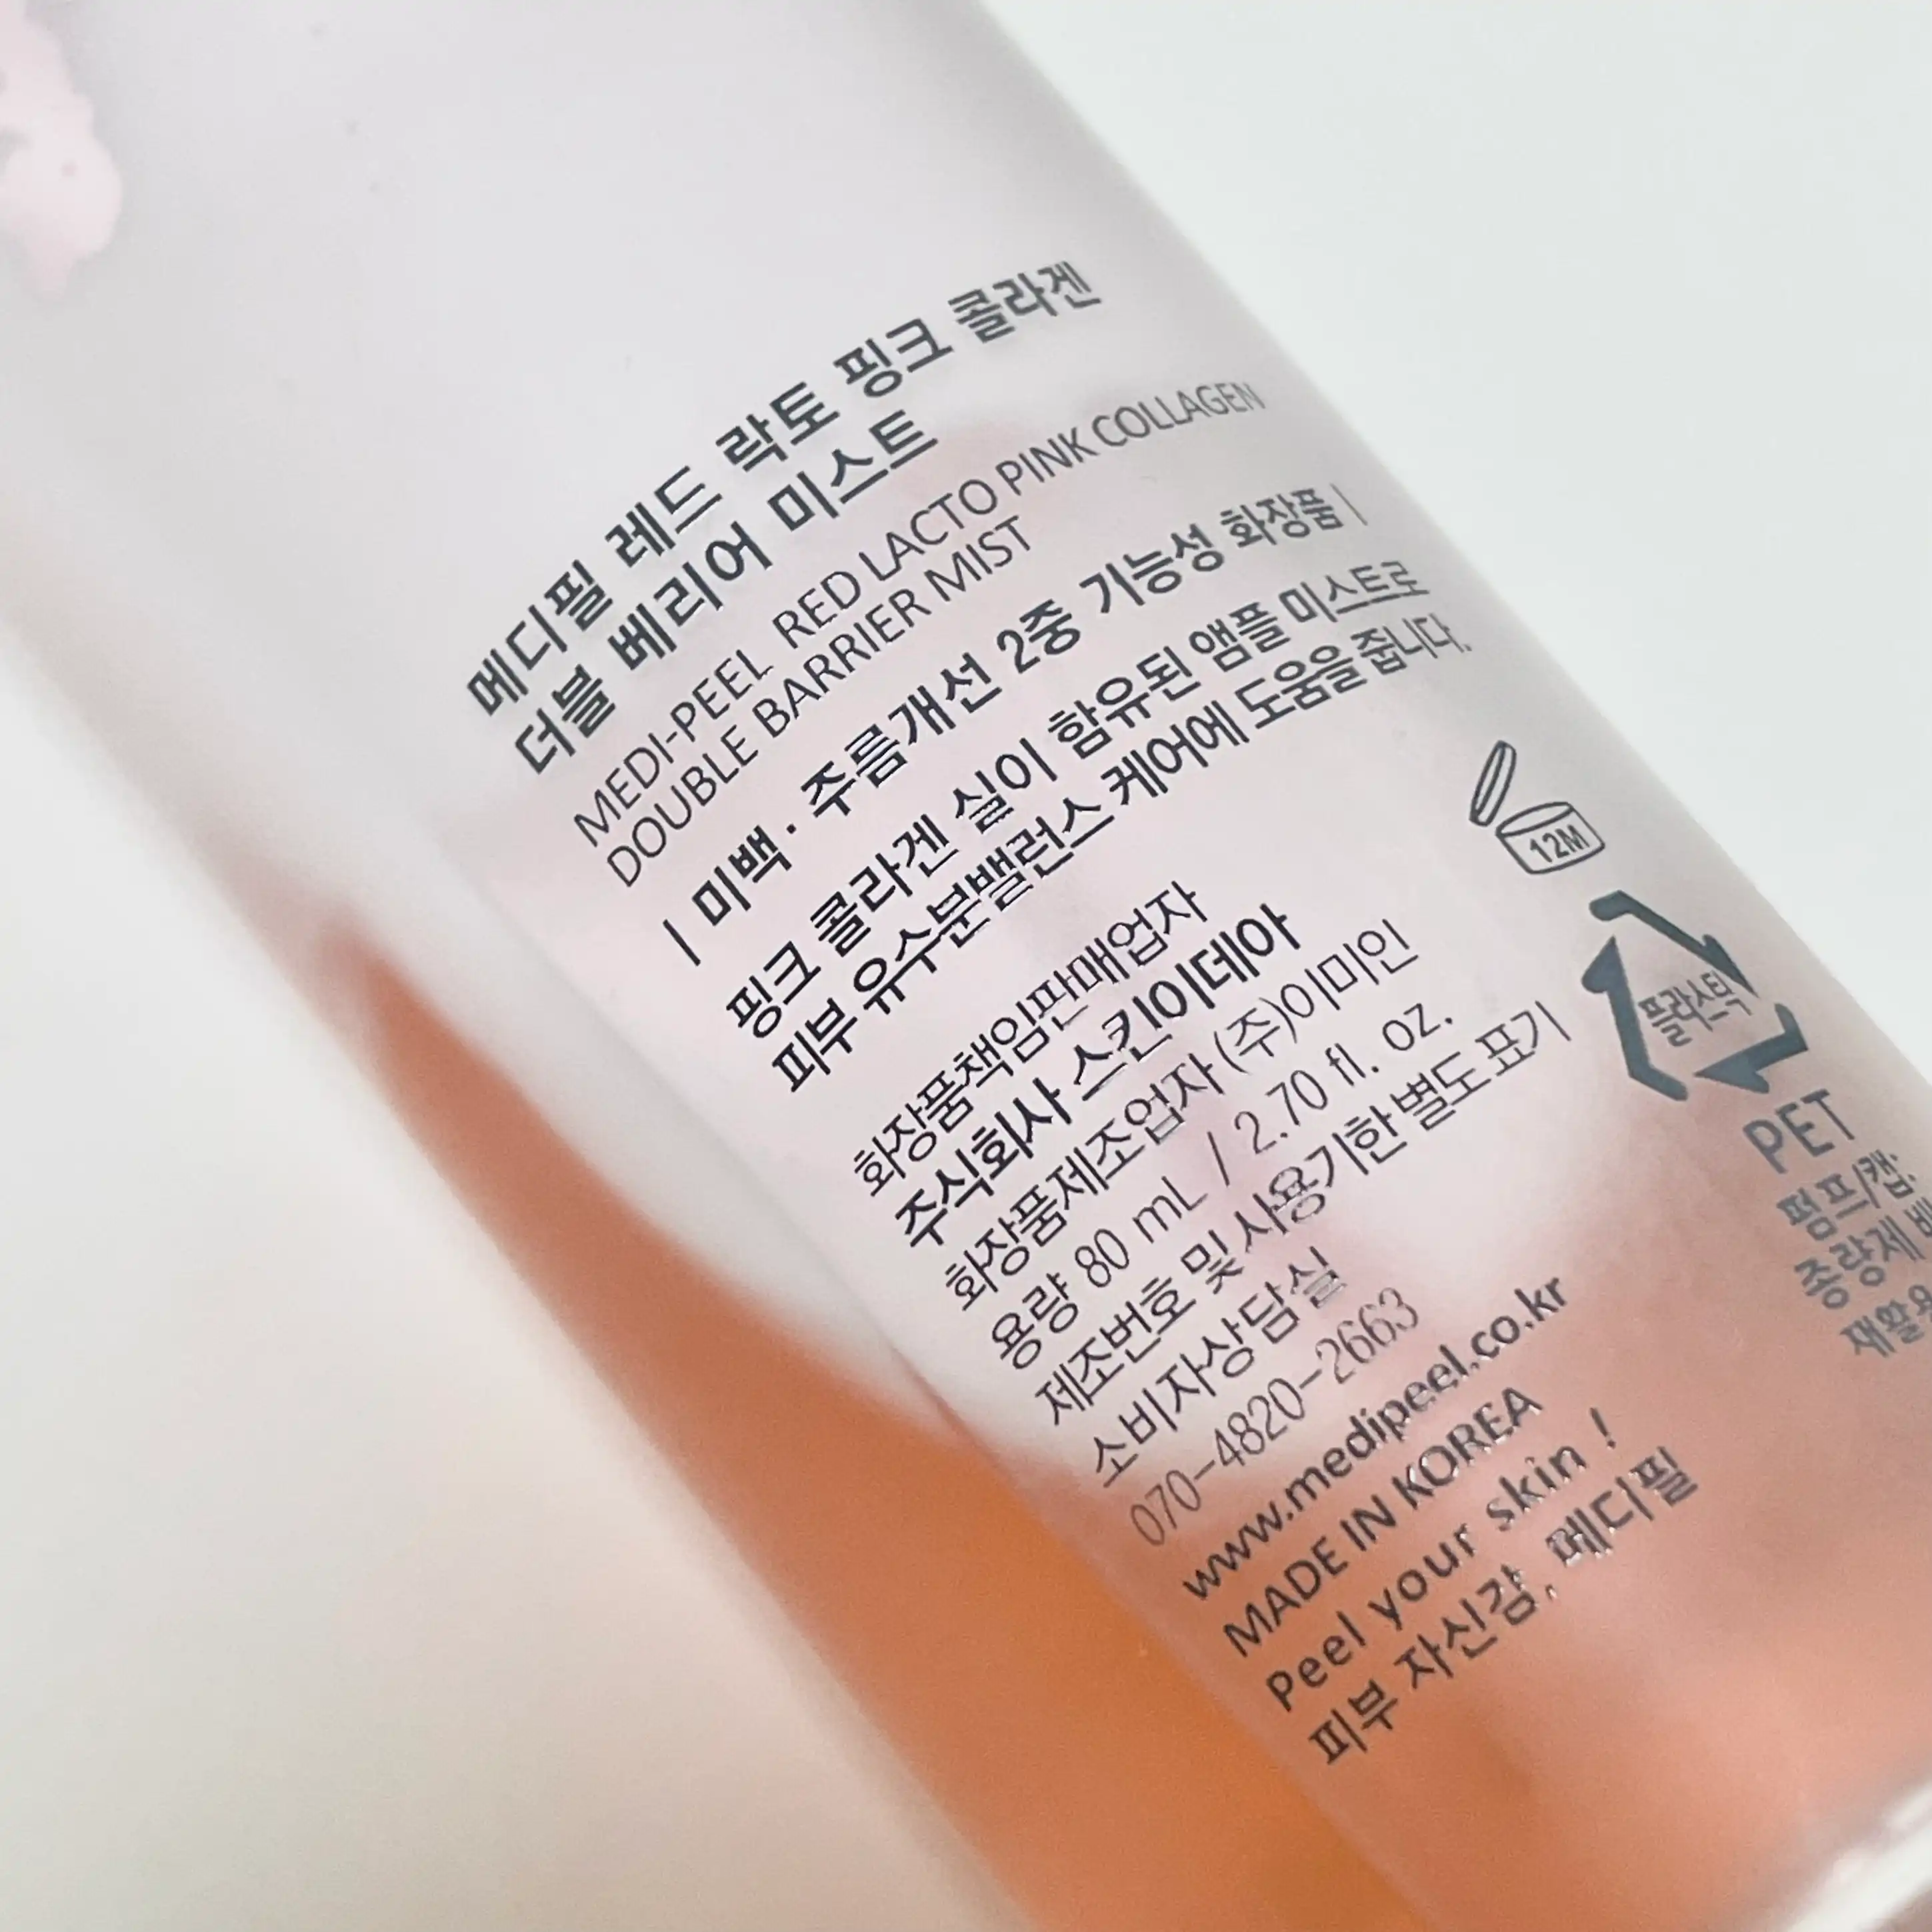 메디필 레드 락토 핑크 콜라겐
더블 베리어 미스트
MEDI-PEEL RED LACTO PINK COLLAGEN
DOUBLE BARRIER MIST
| 미백 · 주름개선 2중 기능성 화장품 |
핑크 콜라겐 실이 함유된 앰플 미스트로
피부 유수분밸런스 케어에 도움을 줍니다.
화장품책임판매업자
주식회사 스킨이데아
화장품제조업자 (주)이미인
용량 80 mL / 2.70 fl. oz.
제조번호 및 사용기한 별도 표기
소비자상담실
070-4820-2663
www.medipeel.co.kr
MADE IN KOREA
Peel your skin !
피부 자신감, 메디필
12M
플라스틱
PET
펌프/캡:
종량제